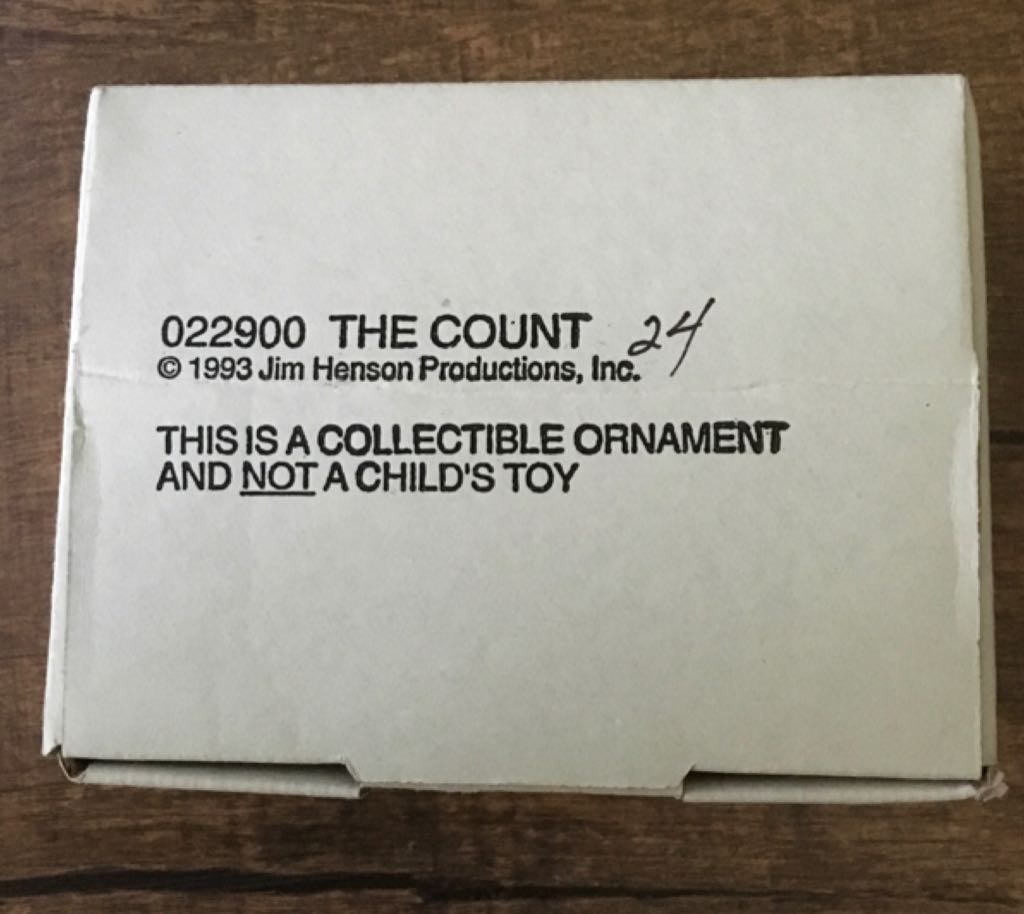 022900 THE COUNT 24
© 1993 Jim Henson Productions, Inc.
THIS IS A COLLECTIBLE ORNAMENT
AND NOT A CHILD'S TOY